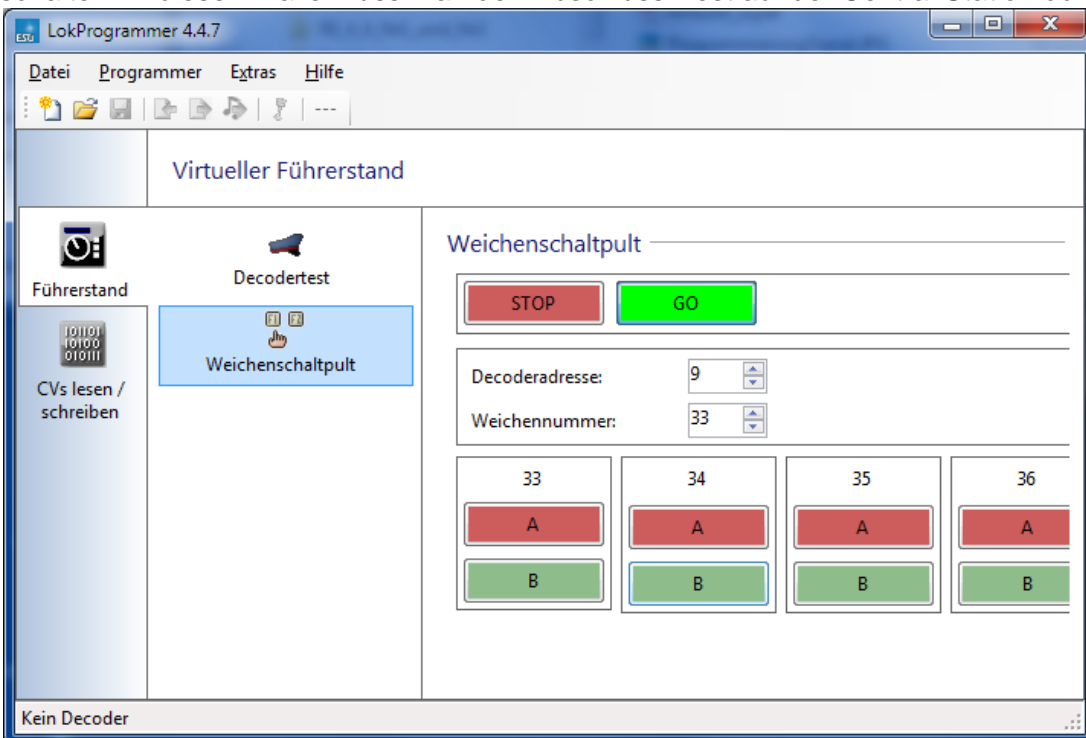 LokProgrammer 4.4.7
Datei Programmer Extras Hilfe
---
Virtueller Führerstand
Führerstand
CVs lesen /
schreiben
Decodertest
Weichenschaltpult
Weichenschaltpult
STOP GO
Decoderadresse: 9
Weichennummer: 33
33 34 35 36
A A A A
B B B B
Kein Decoder